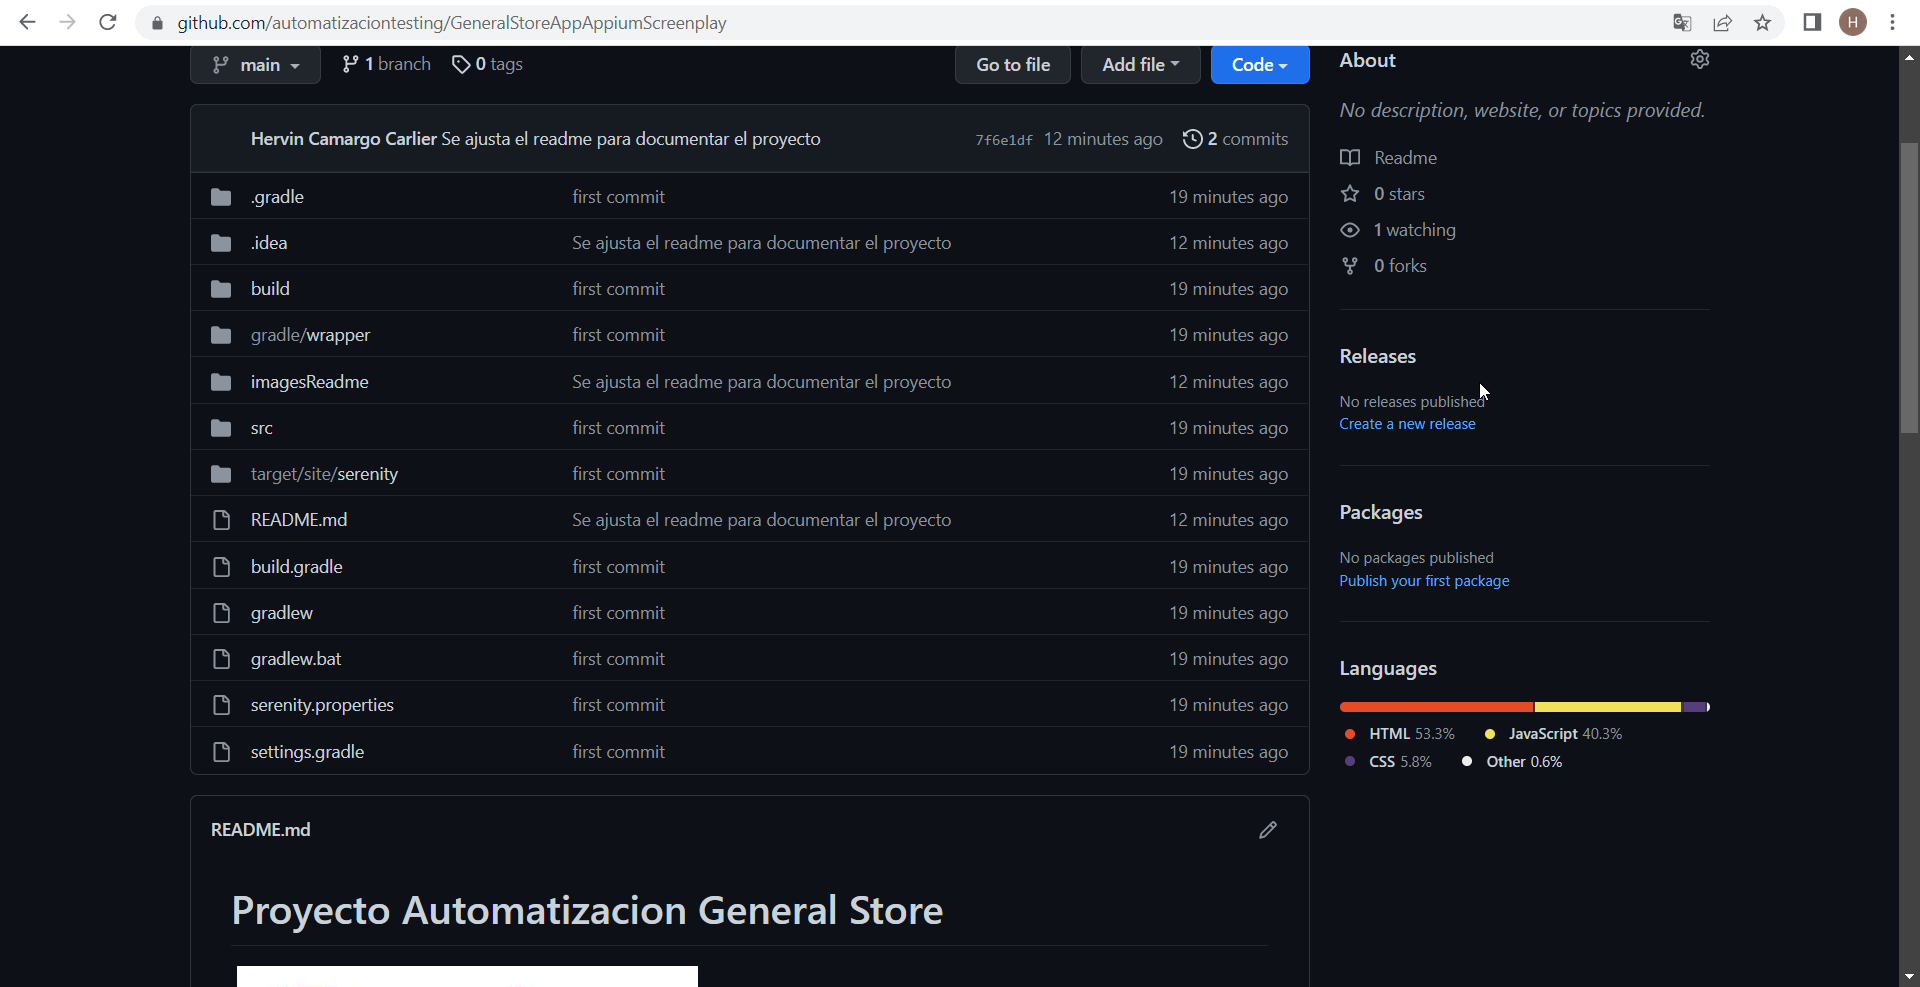 github.com/automatizaciontesting/GeneralStoreAppAppiumScreenplay
H
main
1 branch
0 tags
Go to file
Add file
Code
Hervin Camargo Carlier Se ajusta el readme para documentar el proyecto
7f6e1df 12 minutes ago
2 commits
.gradle first commit 19 minutes ago
.idea Se ajusta el readme para documentar el proyecto 12 minutes ago
build first commit 19 minutes ago
gradle/wrapper first commit 19 minutes ago
imagesReadme Se ajusta el readme para documentar el proyecto 12 minutes ago
src first commit 19 minutes ago
target/site/serenity first commit 19 minutes ago
README.md Se ajusta el readme para documentar el proyecto 12 minutes ago
build.gradle first commit 19 minutes ago
gradlew first commit 19 minutes ago
gradlew.bat first commit 19 minutes ago
serenity.properties first commit 19 minutes ago
settings.gradle first commit 19 minutes ago
README.md
Proyecto Automatizacion General Store
About
No description, website, or topics provided.
Readme
0 stars
1 watching
0 forks
Releases
No releases published
Create a new release
Packages
No packages published
Publish your first package
Languages
HTML 53.3% JavaScript 40.3%
CSS 5.8% Other 0.6%